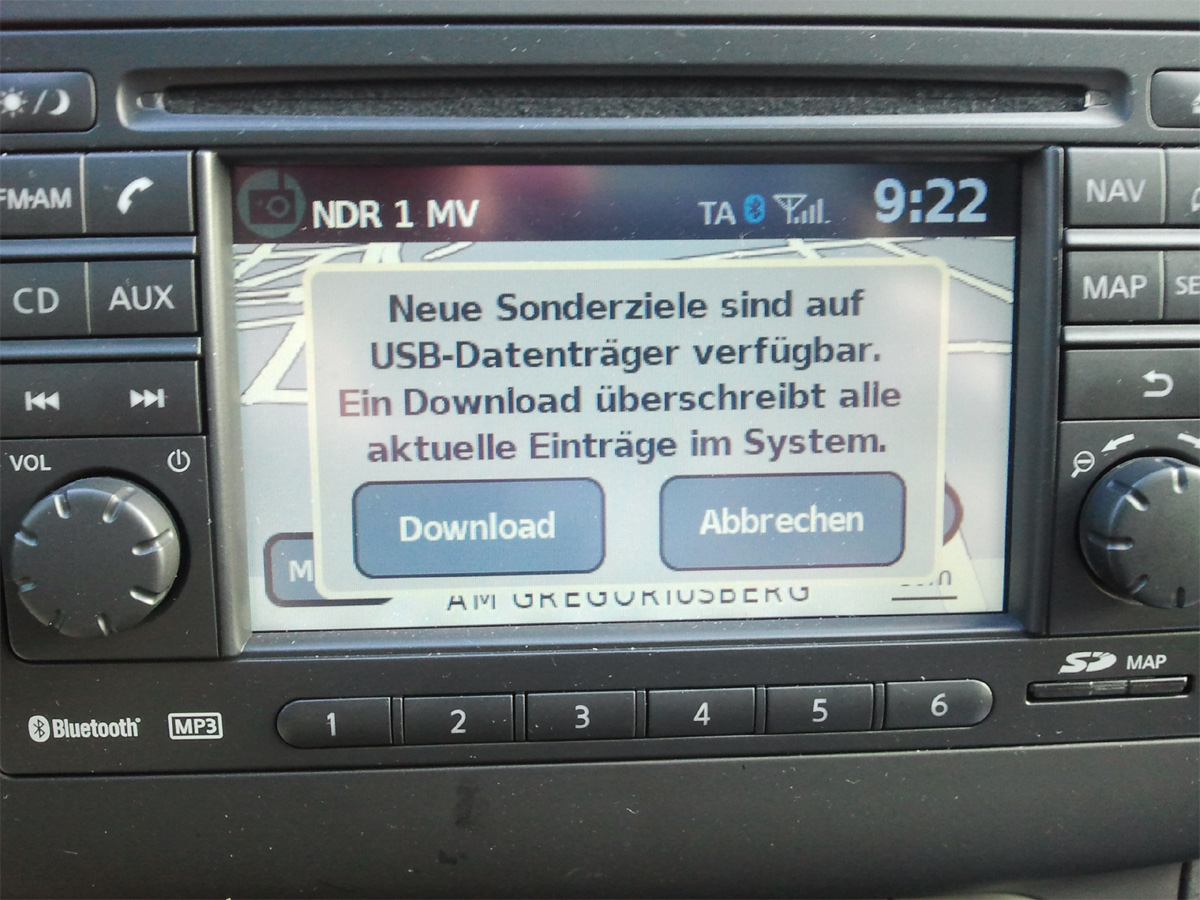 NDR 1 MV TA 9:22
FM·AM
NAV
CD
AUX
MAP
Neue Sonderziele sind auf
USB-Datenträger verfügbar.
Ein Download überschreibt alle
aktuelle Einträge im System.
Download
Abbrechen
M
AM GREGORIUSBERG
VOL
SD MAP
Bluetooth
MP3
1 2 3 4 5 6